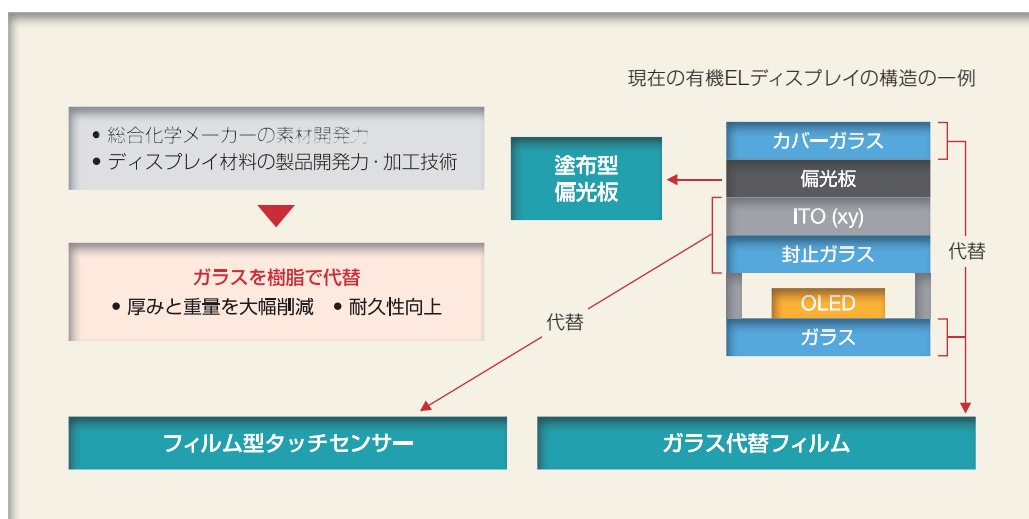 現在の有機ELディスプレイの構造の一例
• 総合化学メーカーの素材開発力
• ディスプレイ材料の製品開発力・加工技術
ガラスを樹脂で代替
• 厚みと重量を大幅削減 • 耐久性向上
塗布型
偏光板
カバーガラス
偏光板
ITO (xy)
封止ガラス
OLED
ガラス
代替
代替
フィルム型タッチセンサー
ガラス代替フィルム